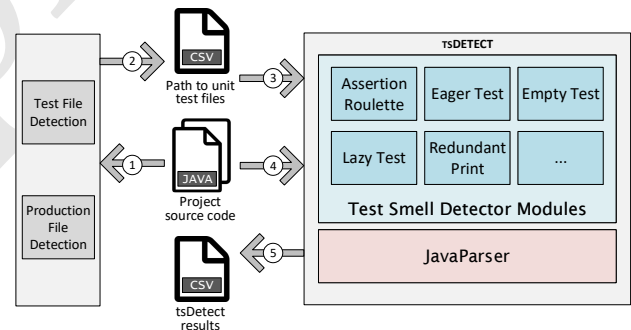 Test File
Detection
Production
File
Detection
2
CSV
Path to unit
test files
3
1
JAVA
Project
source code
4
CSV
tsDetect
results
5
TSDETECT
Assertion
Roulette
Eager Test
Empty Test
Lazy Test
Redundant
Print
...
Test Smell Detector Modules
JavaParser